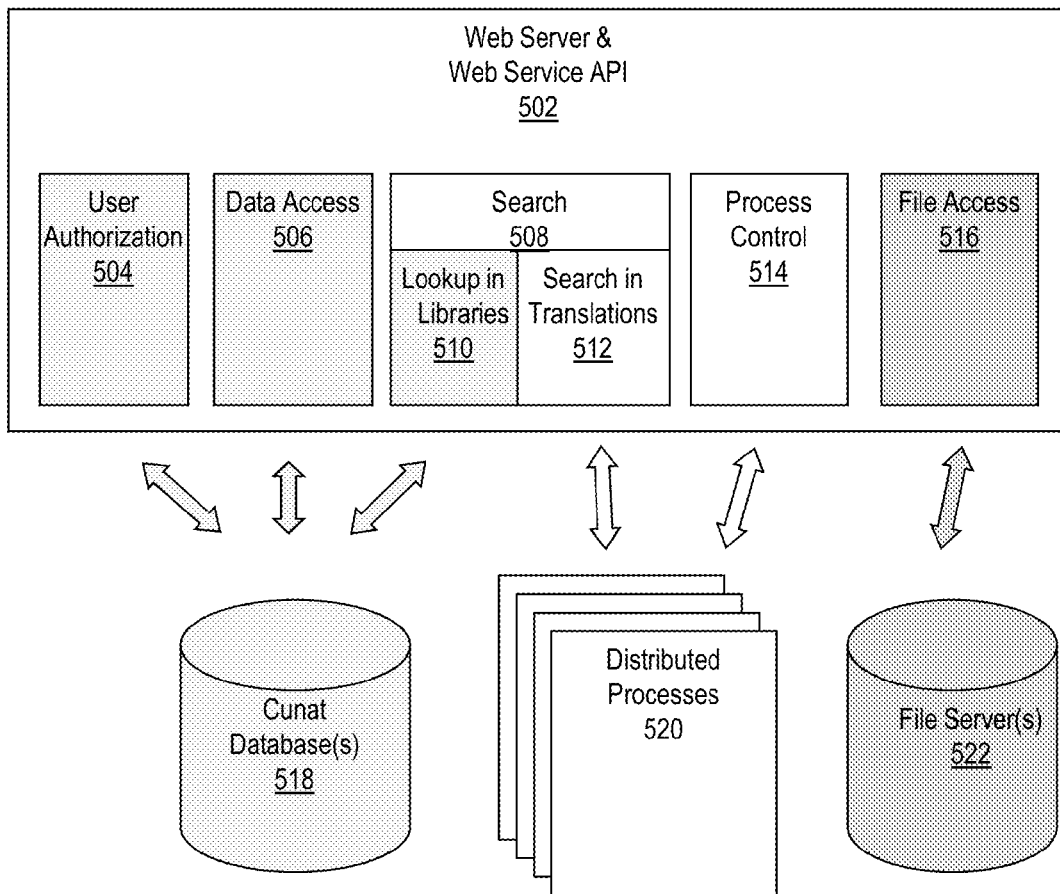 Web Server &
Web Service API
502
User
Authorization
504
Data Access
506
Search
508
Lookup in
Libraries
510
Search in
Translations
512
Process
Control
514
File Access
516
Cunat
Database(s)
518
Distributed
Processes
520
File Server(s)
522